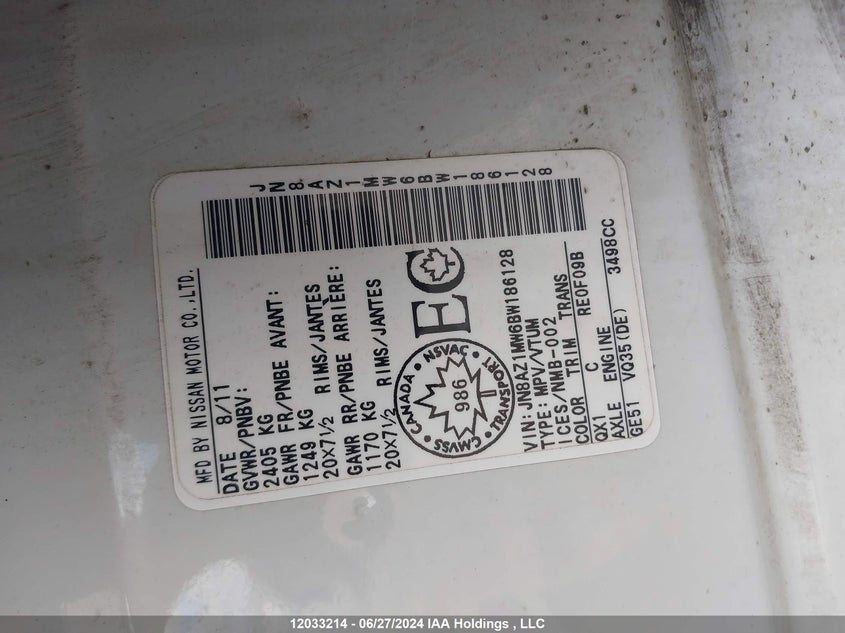 MFD BY NISSAN MOTOR CO.,LTD.
DATE 8/11
GVWR/PNBV:
2405 KG
GAWR FR/PNBE AVANT:
1249 KG RIMS/JANTES
20X7½
GAWR RR/PNBE ARRIÈRE:
1170 KG RIMS/JANTES
20X7½
JN8AZ1MW6BW186128
CANADA
NSVAC
986
TRANSPORT
CMVSS
EC
VIN:JN8AZ1MW6BW186128
TYPE: MPV/VTUM
ICES/NMB-002
COLOR TRIM TRANS
QX1 C RE0F09B
AXLE ENGINE
GE51 VQ35(DE) 3498CC
12033214 - 06/27/2024 IAA Holdings , LLC